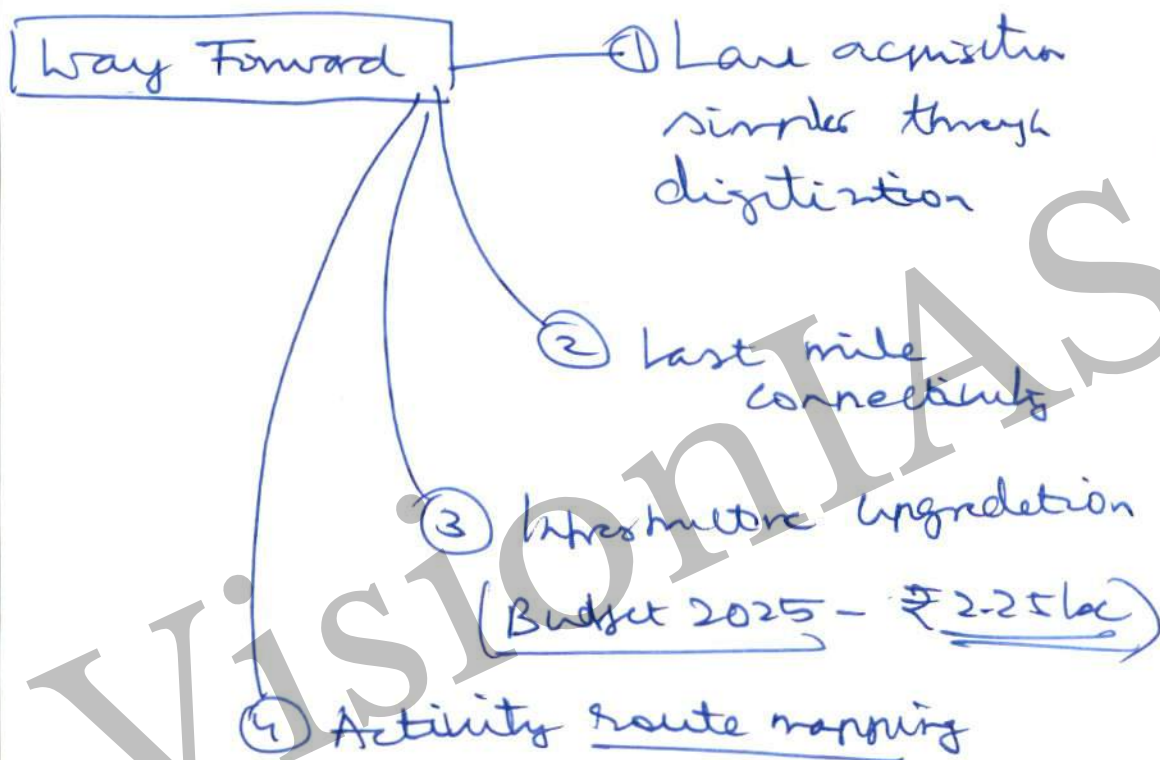 Way Forward
① Land acquisition
simpler through
digitization
② Last mile
connectivity
③ Infrastructure upgradation
(Budget 2025 - ₹2.25 lac)
④ Activity route mapping
VisionIAS